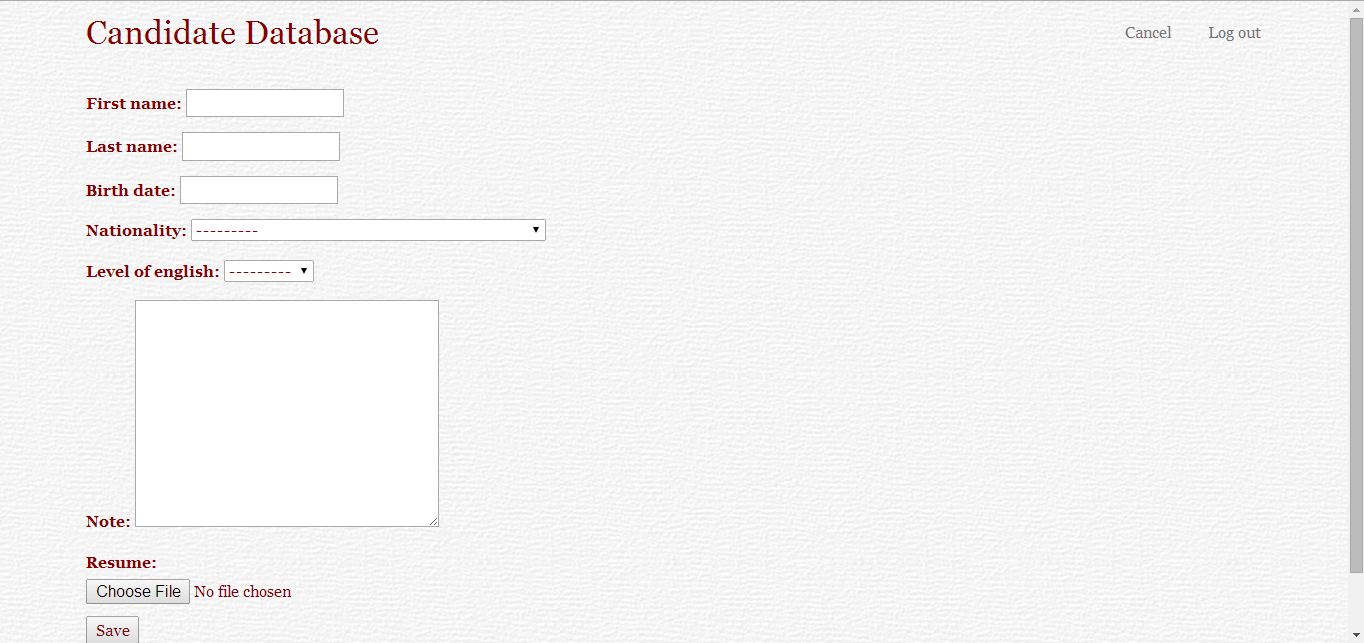 Candidate Database Cancel Log out
First name:
Last name:
Birth date:
Nationality: ---------
Level of english: ---------
Note:
Resume:
Choose File No file chosen
Save